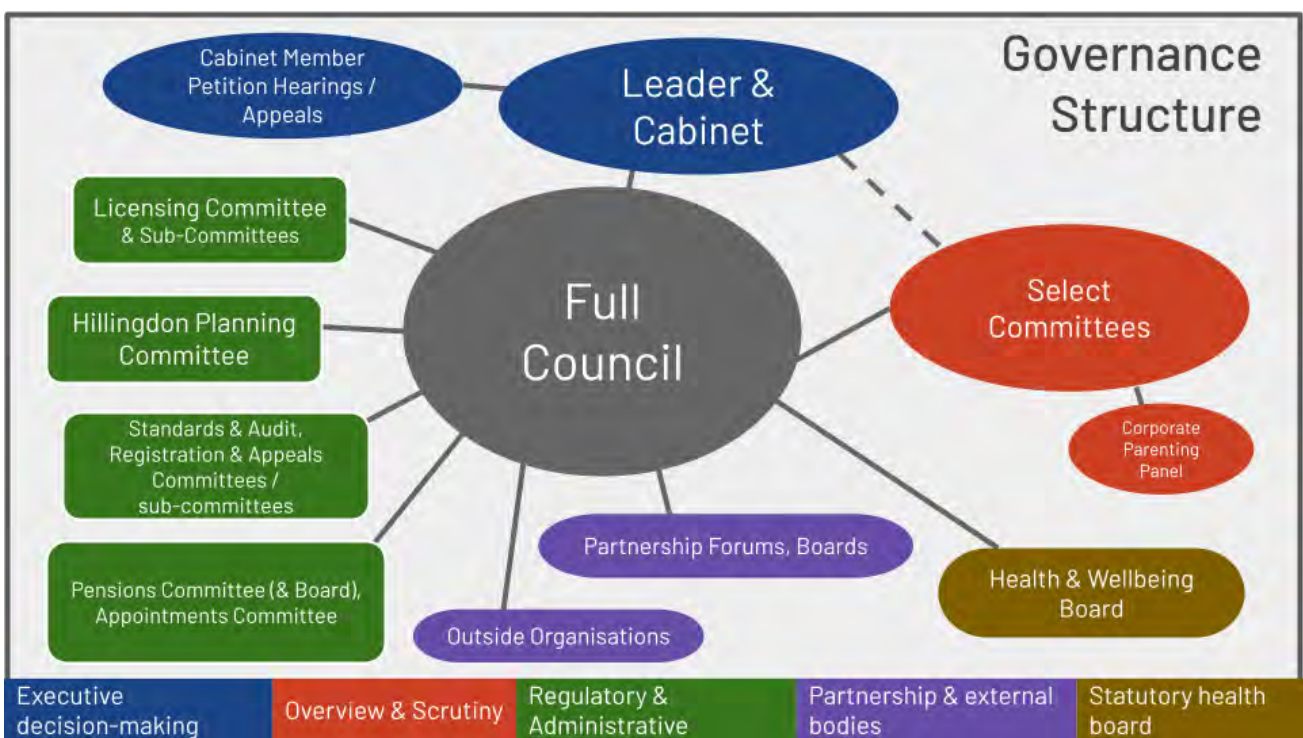 Governance
Structure
Cabinet Member
Petition Hearings /
Appeals
Leader &
Cabinet
Licensing Committee
& Sub-Committees
Full
Council
Select
Committees
Hillingdon Planning
Committee
Corporate
Parenting
Panel
Standards & Audit,
Registration & Appeals
Committees /
sub-committees
Partnership Forums, Boards
Health & Wellbeing
Board
Pensions Committee (& Board),
Appointments Committee
Outside Organisations
Executive
decision-making
Overview & Scrutiny
Regulatory &
Administrative
Partnership & external
bodies
Statutory health
board